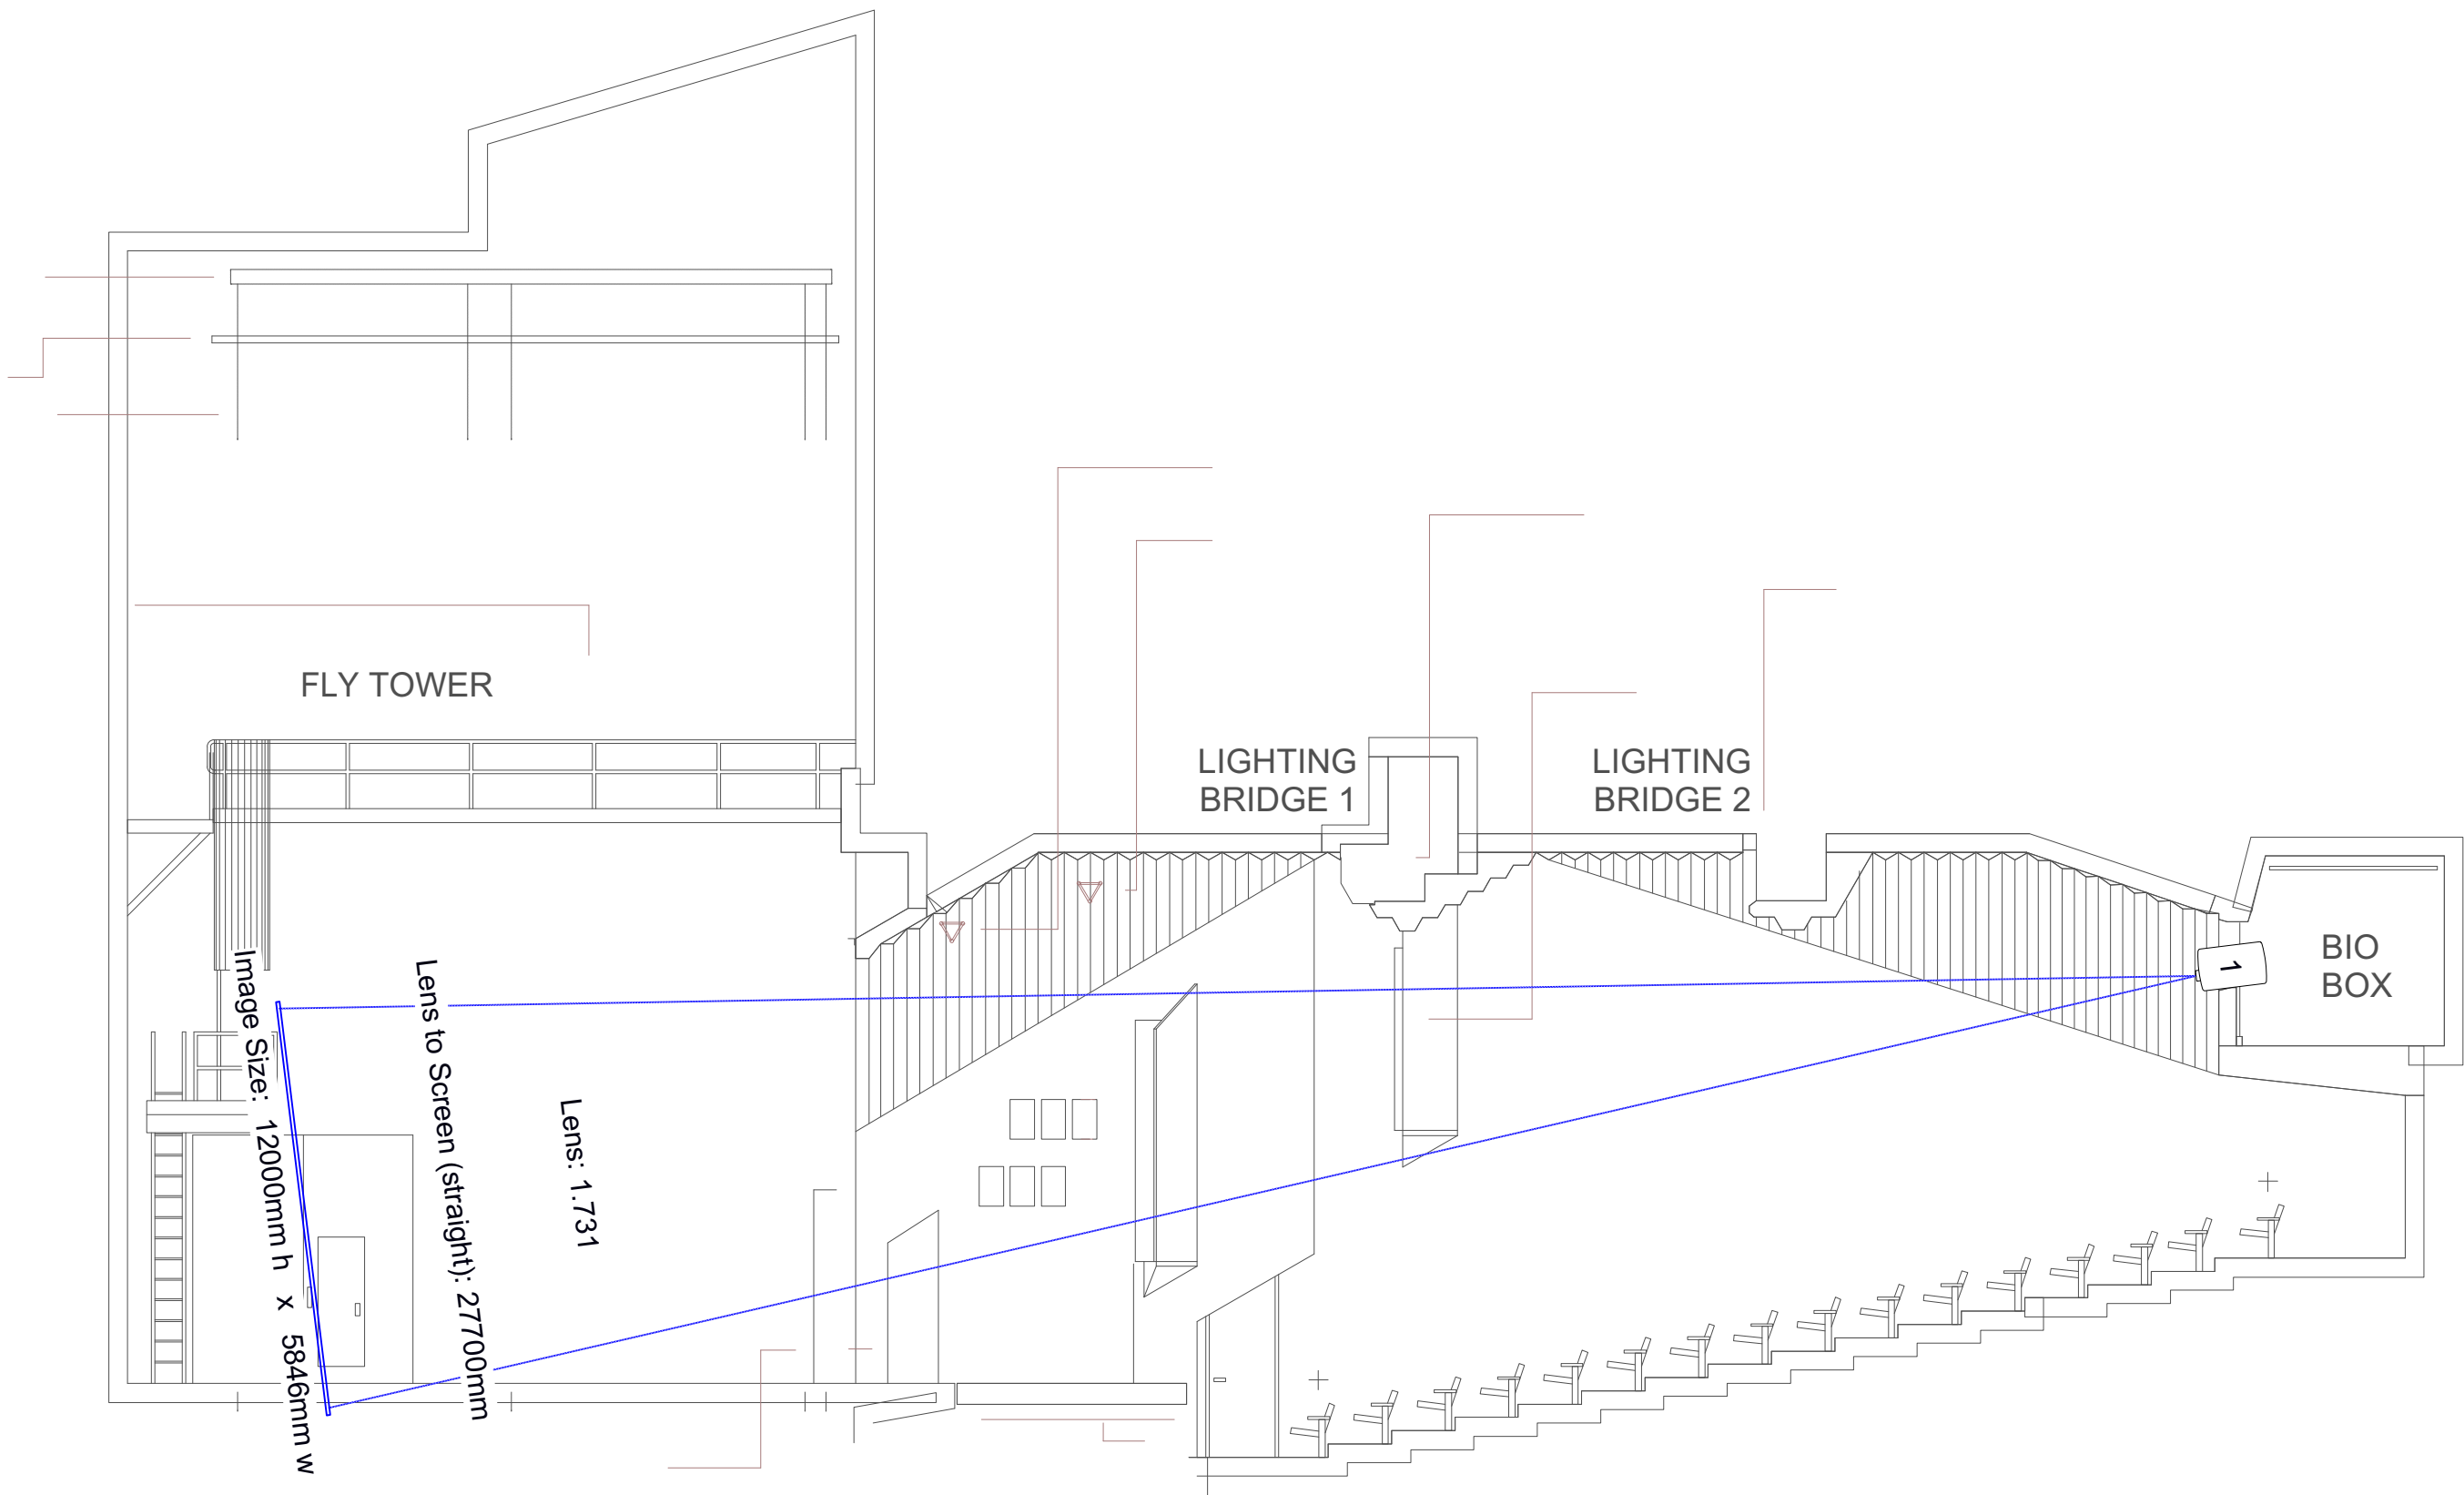 FLY TOWER
LIGHTING
BRIDGE 1
LIGHTING
BRIDGE 2
BIO
BOX
1
Image Size: 12000mm h x 5846mm w
Lens to Screen (straight): 27700mm
Lens: 1.731